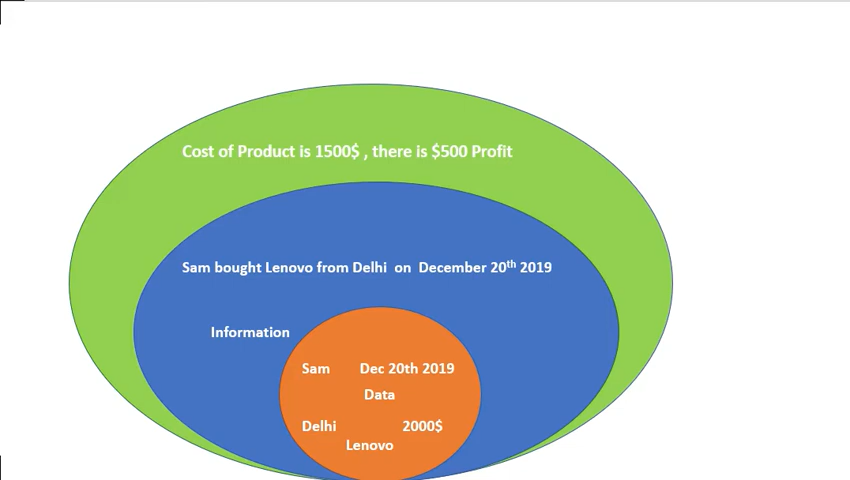 Cost of Product is 1500$ , there is $500 Profit
Sam bought Lenovo from Delhi on December 20th 2019
Information
Sam Dec 20th 2019
Data
Delhi 2000$
Lenovo